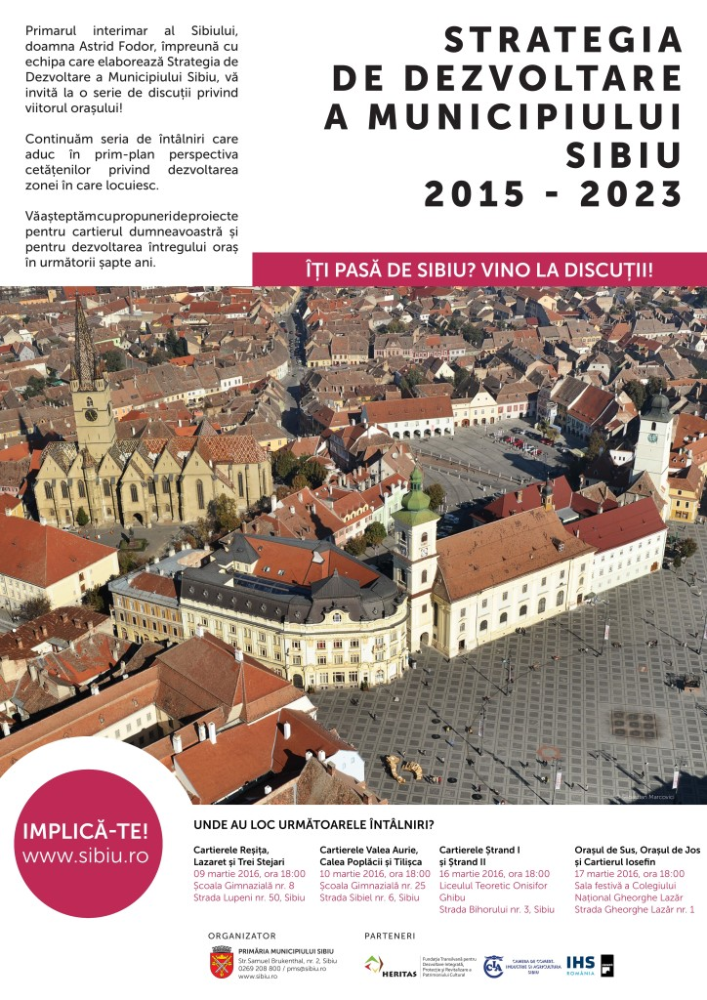 Primarul interimar al Sibiului,
doamna Astrid Fodor, împreună cu
echipa care elaborează Strategia de
Dezvoltare a Municipiului Sibiu, vă
invită la o serie de discuții privind
viitorul orașului!
Continuăm seria de întâlniri care
aduc în prim-plan perspectiva
cetățenilor privind dezvoltarea
zonei în care locuiesc.
Vă așteptăm cu propuneri de proiecte
pentru cartierul dumneavoastră și
pentru dezvoltarea întregului oraș
în următorii șapte ani.
STRATEGIA
DE DEZVOLTARE
A MUNICIPIULUI
SIBIU
2015 - 2023
ÎȚI PASĂ DE SIBIU? VINO LA DISCUȚII!
Marcovici
IMPLICĂ-TE!
www.sibiu.ro
UNDE AU LOC URMĂTOARELE ÎNTÂLNIRI?
Cartierele Reșița,
Lazaret și Trei Stejari
09 martie 2016, ora 18:00
Școala Gimnazială nr. 8
Strada Lupeni nr. 50, Sibiu
Cartierele Valea Aurie,
Calea Poplăcii și Tilișca
10 martie 2016, ora 18:00
Școala Gimnazială nr. 25
Strada Sibiel nr. 6, Sibiu
Cartierele Ștrand I
și Ștrand II
16 martie 2016, ora 18:00
Liceului Teoretic Onisifor
Ghibu
Strada Bihorului nr. 3, Sibiu
Orașul de Sus, Orașul de Jos
și Cartierul Iosefin
17 martie 2016, ora 18:00
Sala festivă a Colegiului
Național Gheorghe Lazăr
Strada Gheorghe Lazăr nr. 1
ORGANIZATOR
PRIMĂRIA MUNICIPIULUI SIBIU
Str.Samuel Brukenthal, nr. 2, Sibiu
0269 208 800 / pms@sibiu.ro
www.sibiu.ro
PARTENERI
HERITAS
Fundația Transilvană pentru
Dezvoltare Integrată,
Protecția și Revitalizare a
Patrimoniului Cultural
CAMERA DE COMERȚ,
INDUSTRIE ȘI AGRICULTURA
SIBIU
IHS
ROMÂNIA